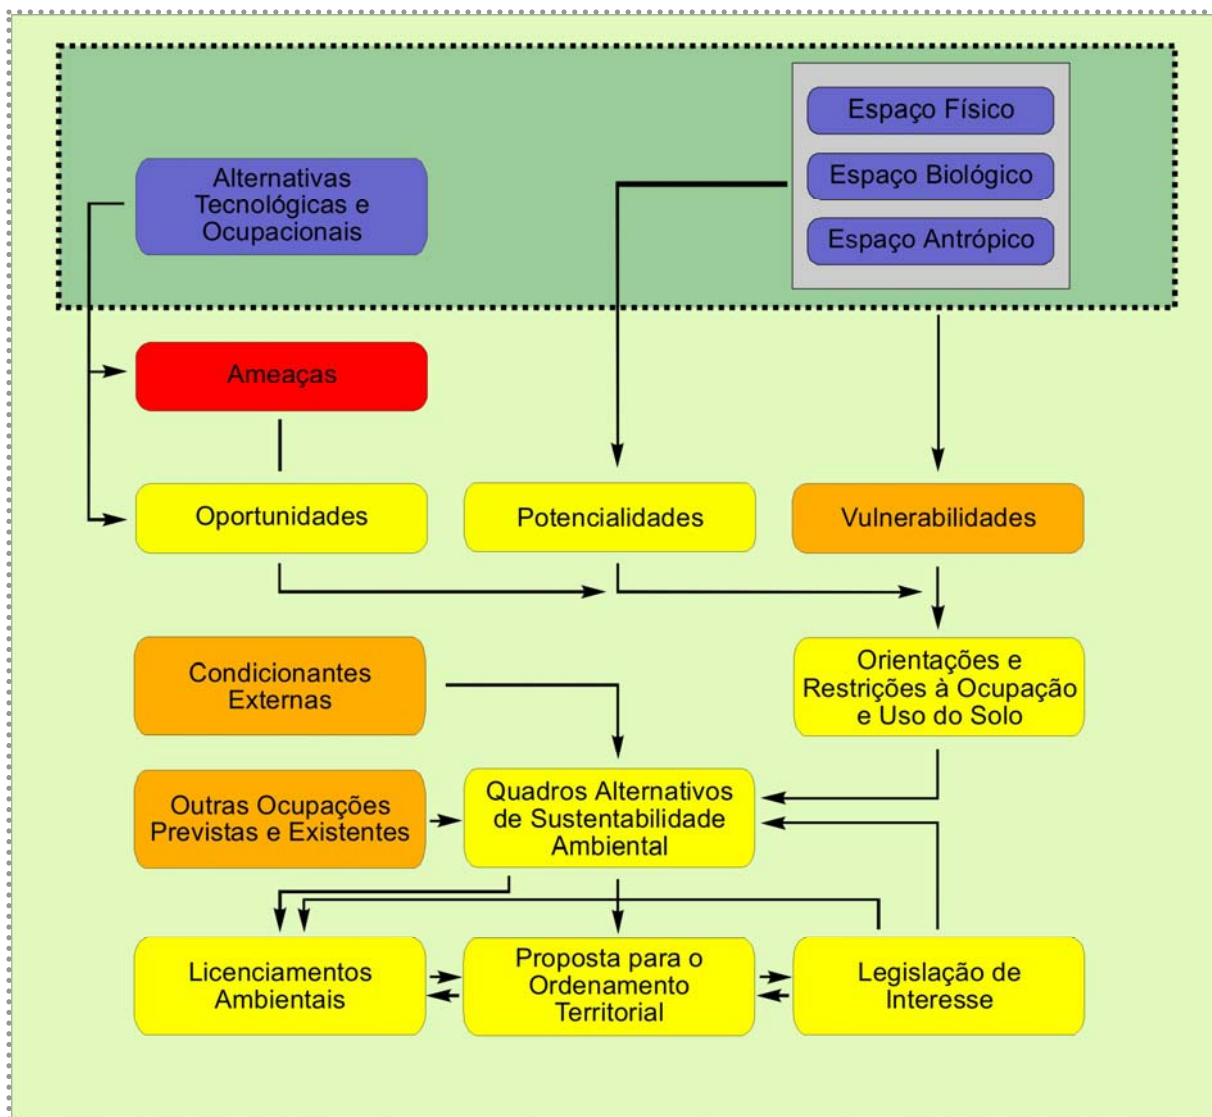 Espaço Físico
Alternativas
Tecnológicas e
Ocupacionais
Espaço Biológico
Espaço Antrópico
Ameaças
Oportunidades
Potencialidades
Vulnerabilidades
Condicionantes
Externas
Orientações e
Restrições à Ocupação
e Uso do Solo
Outras Ocupações
Previstas e Existentes
Quadros Alternativos
de Sustentabilidade
Ambiental
Licenciamentos
Ambientais
Proposta para o
Ordenamento
Territorial
Legislação de
Interesse